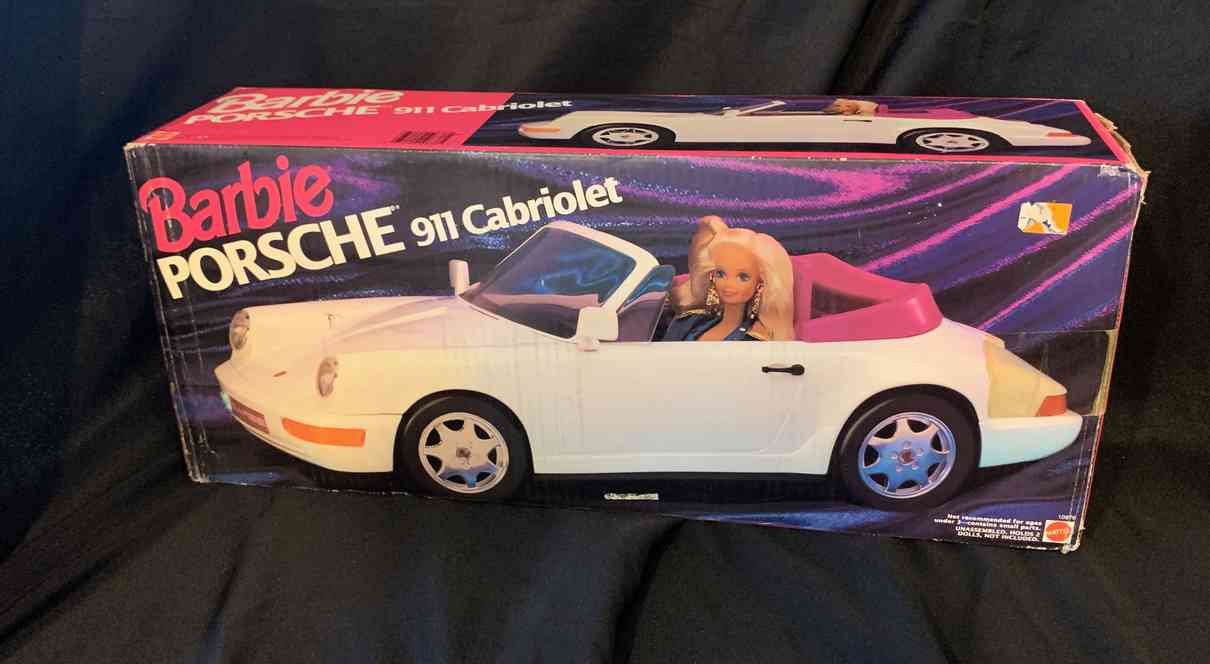 Barbie
PORSCHE 911 Cabriolet
Barbie
PORSCHE® 911 Cabriolet
Not recommended for ages
under 3—contains small parts.
UNASSEMBLED. HOLDS 2
DOLLS, NOT INCLUDED.
MATTEL